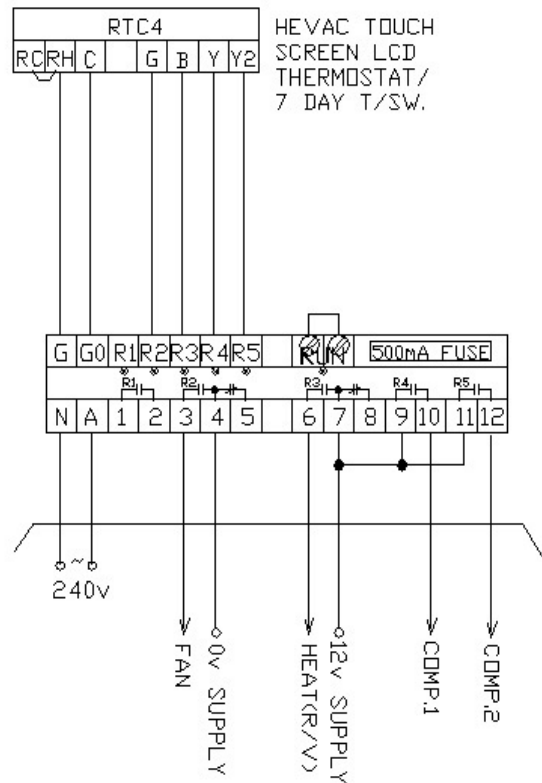 RTC4
RC RH C G B Y Y2
HEVAC TOUCH
SCREEN LCD
THERMOSTAT/
7 DAY T/SW.
G G0 R1 R2 R3 R4 R5 RUN 500mA FUSE
R1 R2 R3 R4 R5
N A 1 2 3 4 5 6 7 8 9 10 11 12
~
240v
FAN
0v SUPPLY
HEAT(R/V)
12v SUPPLY
COMP.1
COMP.2